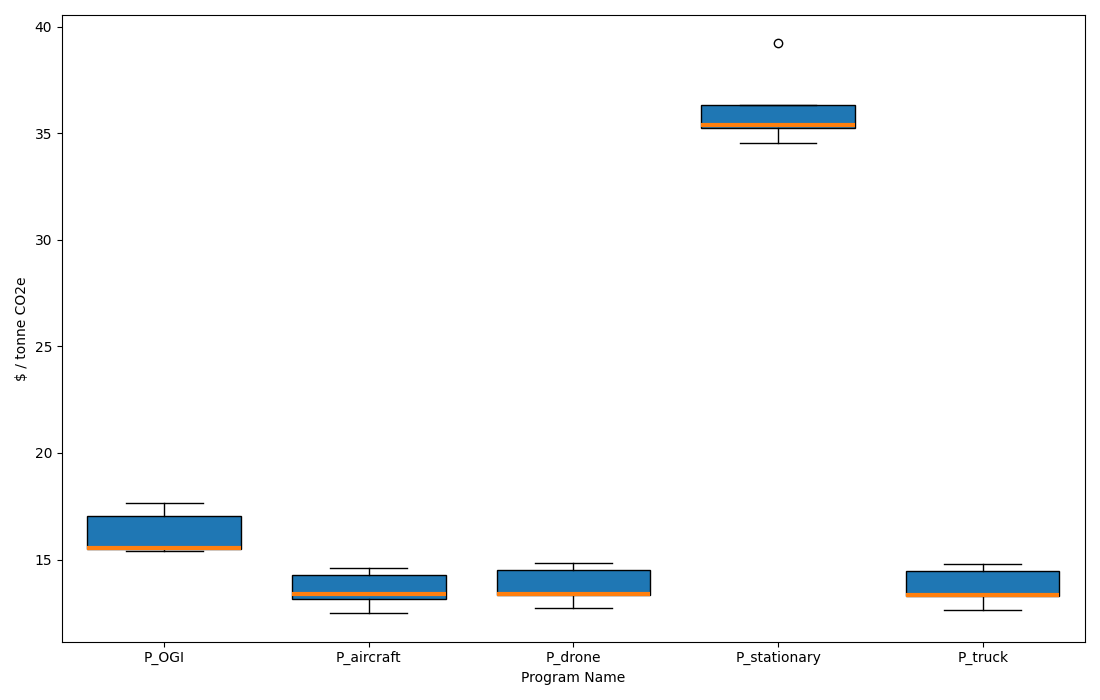 40
35
30
25
20
15
$ / tonne CO2e
P_OGI
P_aircraft
P_drone
P_stationary
P_truck
Program Name